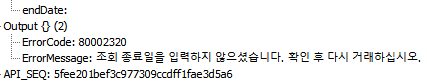 endDate:
Output {} (2)
ErrorCode: 80002320
ErrorMessage: 조회 종료일을 입력하지 않으셨습니다. 확인 후 다시 거래하십시오.
API_SEQ: 5fee201bef3c977309ccdff1fae3d5a6